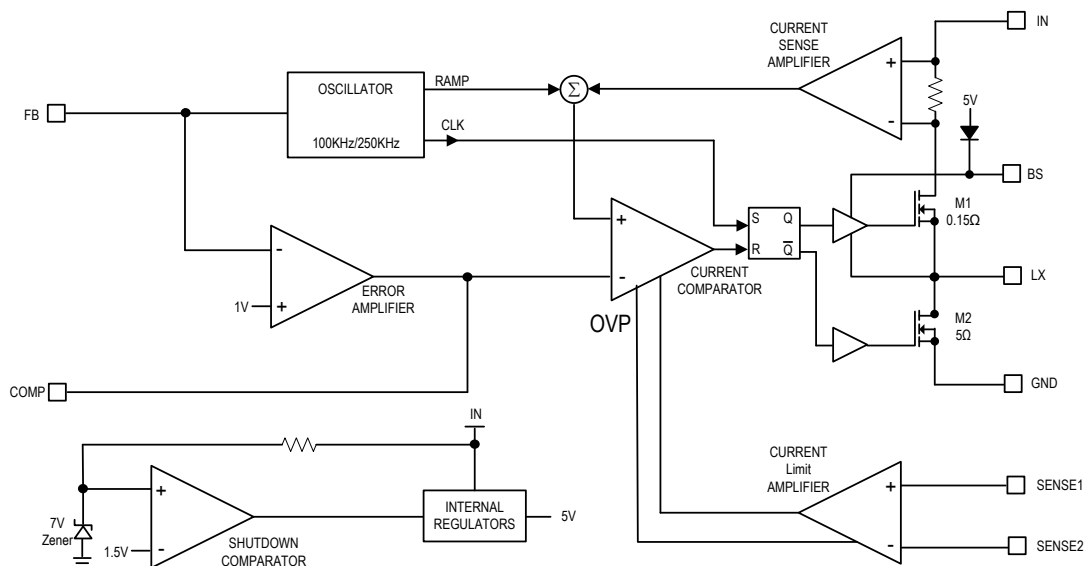 CURRENT
SENSE
AMPLIFIER
IN
+
-
FB
OSCILLATOR
100KHz/250KHz
RAMP
CLK
Σ
5V
BS
M1
0.15Ω
S
Q
R
Q
+
-
CURRENT
COMPARATOR
OVP
LX
-
+
1V
ERROR
AMPLIFIER
M2
5Ω
COMP
GND
IN
CURRENT
Limit
AMPLIFIER
+
-
SENSE1
SENSE2
+
-
7V
Zener
1.5V
SHUTDOWN
COMPARATOR
INTERNAL
REGULATORS
5V